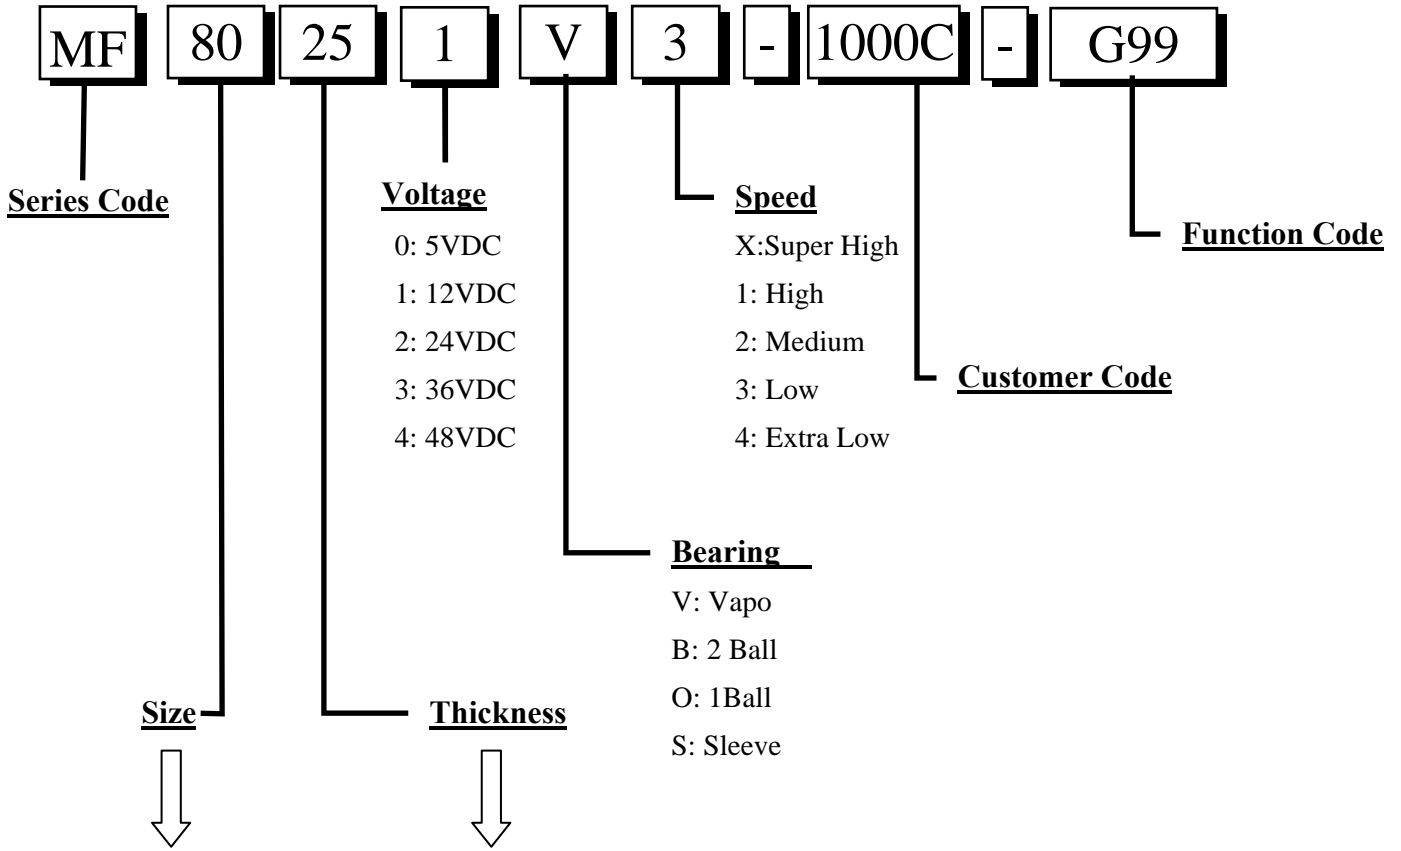 MF 80 25 1 V 3 - 1000C - G99
Series Code
Voltage
0: 5VDC
1: 12VDC
2: 24VDC
3: 36VDC
4: 48VDC
Speed
X:Super High
1: High
2: Medium
3: Low
4: Extra Low
Function Code
Customer Code
Bearing
V: Vapo
B: 2 Ball
O: 1Ball
S: Sleeve
Size
Thickness